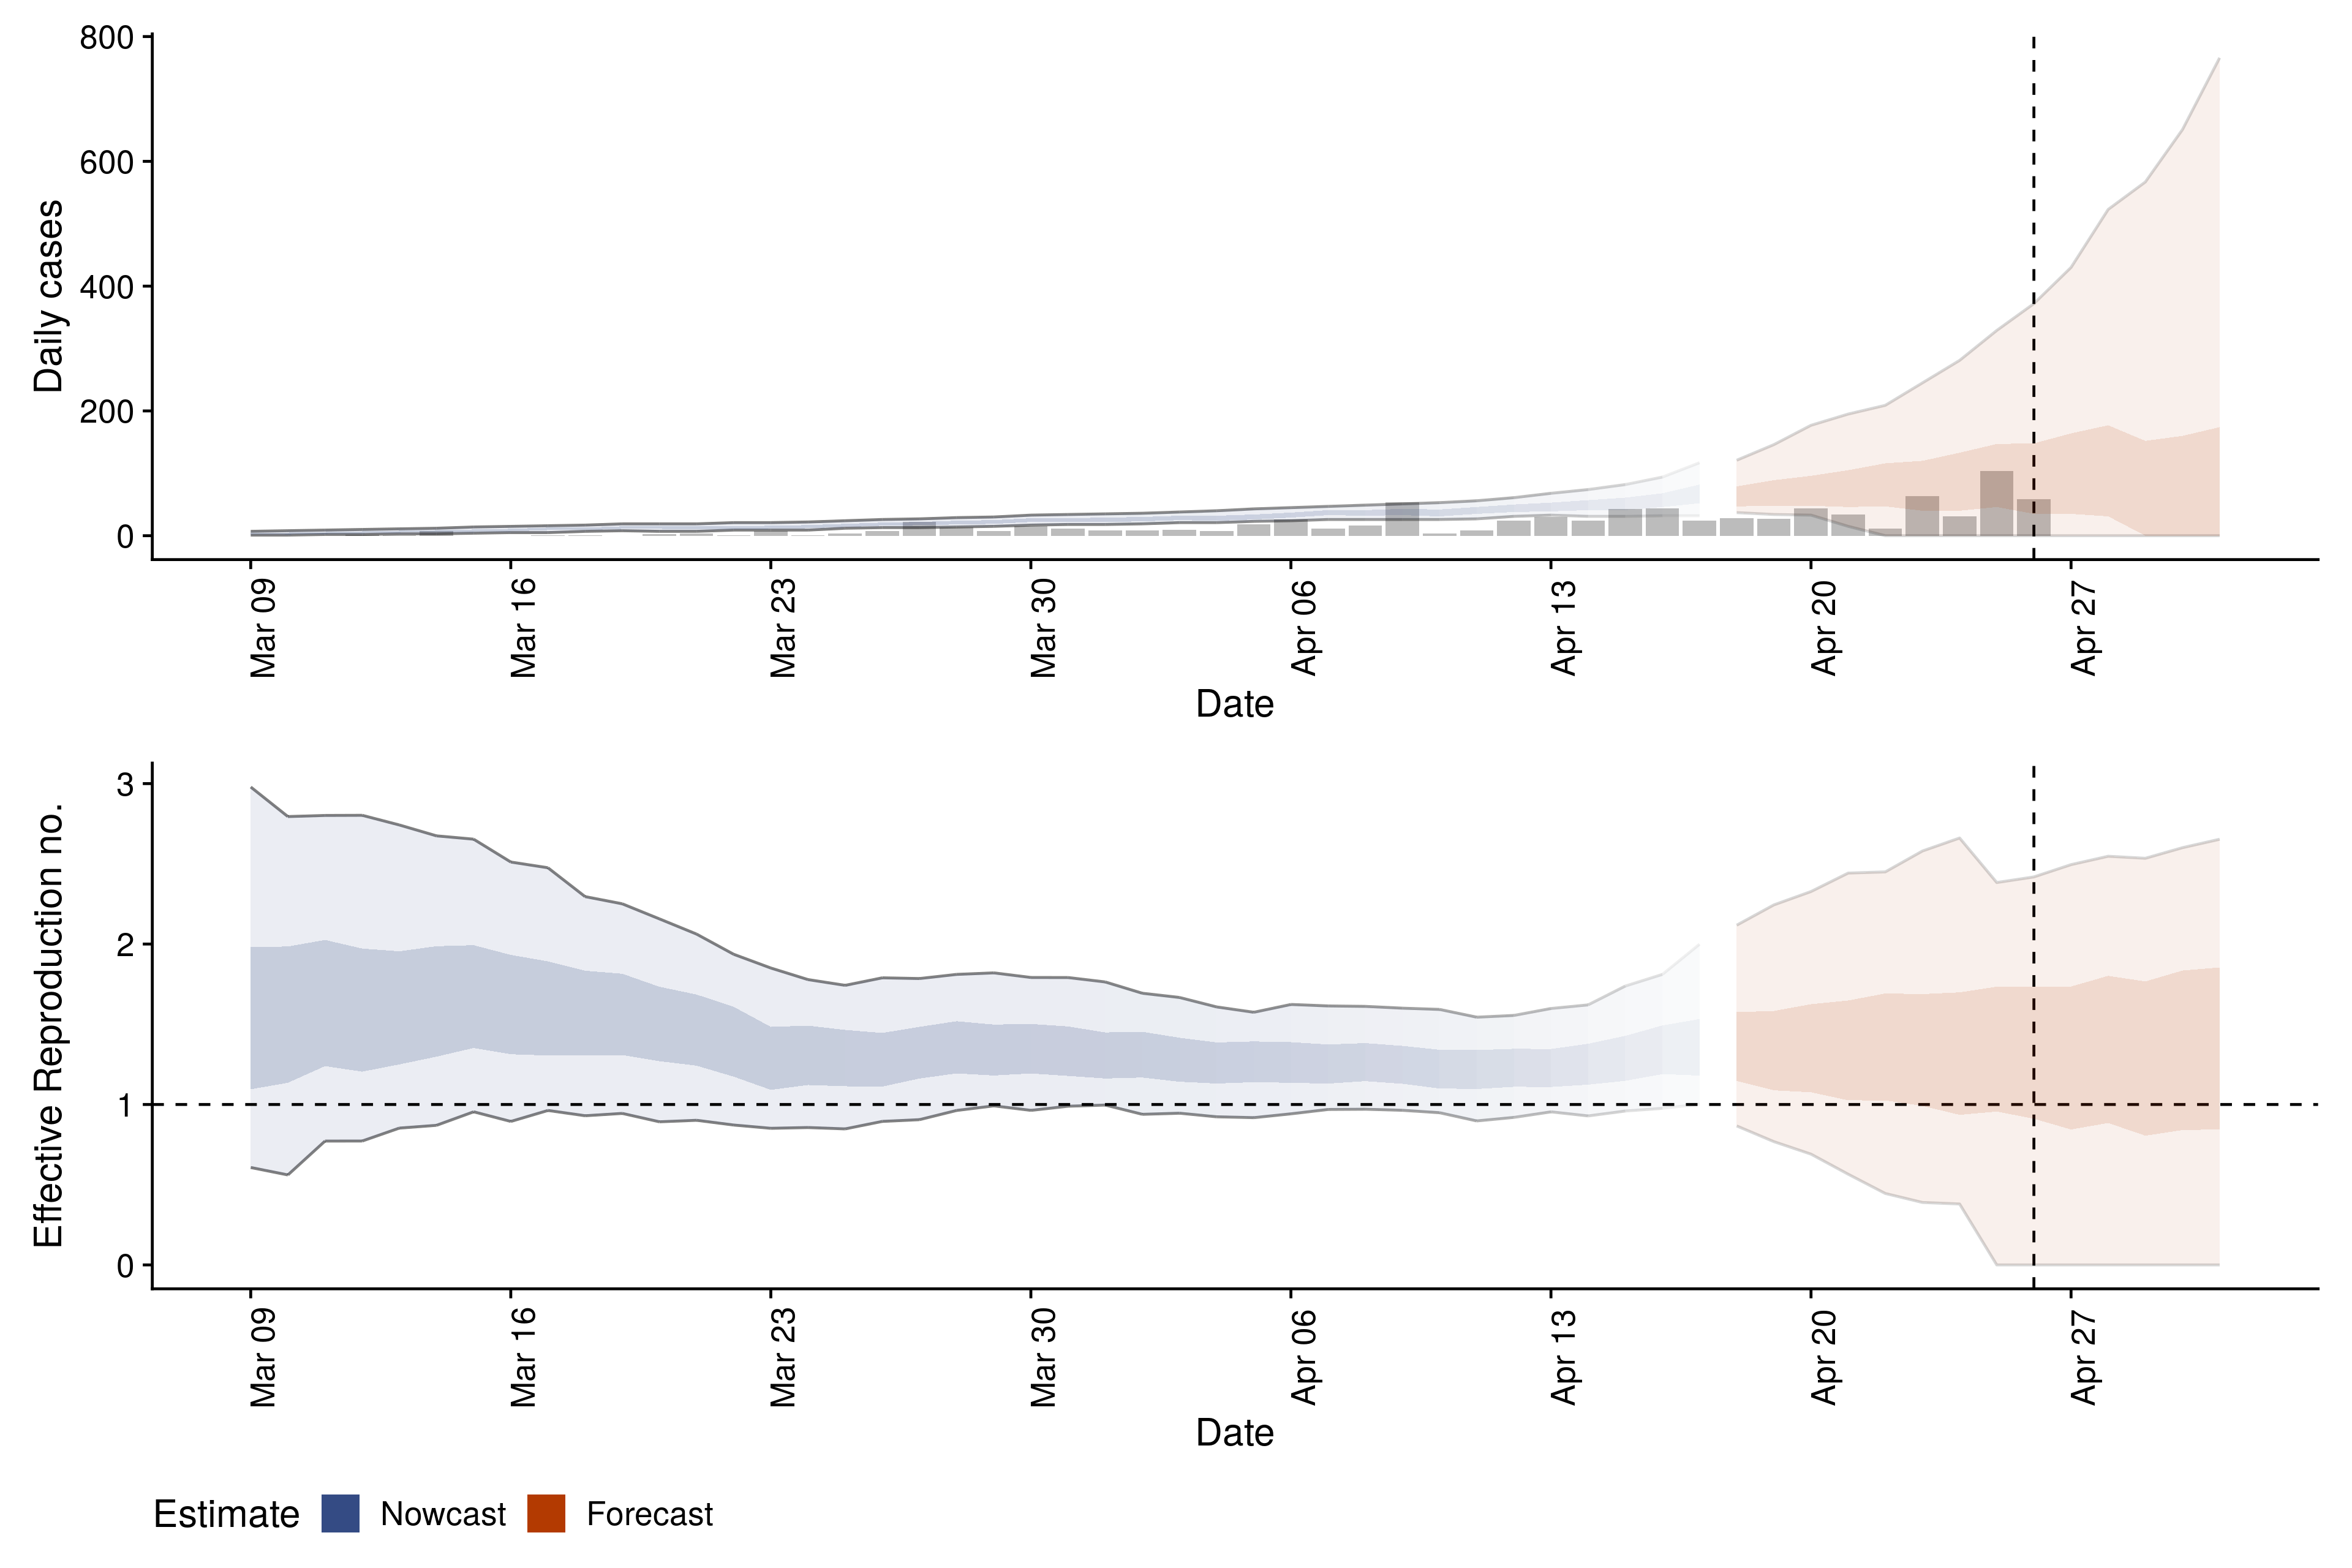 Daily cases
800
600
400
200
0
Mar 09
Mar 16
Mar 23
Mar 30
Apr 06
Apr 13
Apr 20
Apr 27
Date
Effective Reproduction no.
3
2
1
0
Mar 09
Mar 16
Mar 23
Mar 30
Apr 06
Apr 13
Apr 20
Apr 27
Date
Estimate Nowcast Forecast